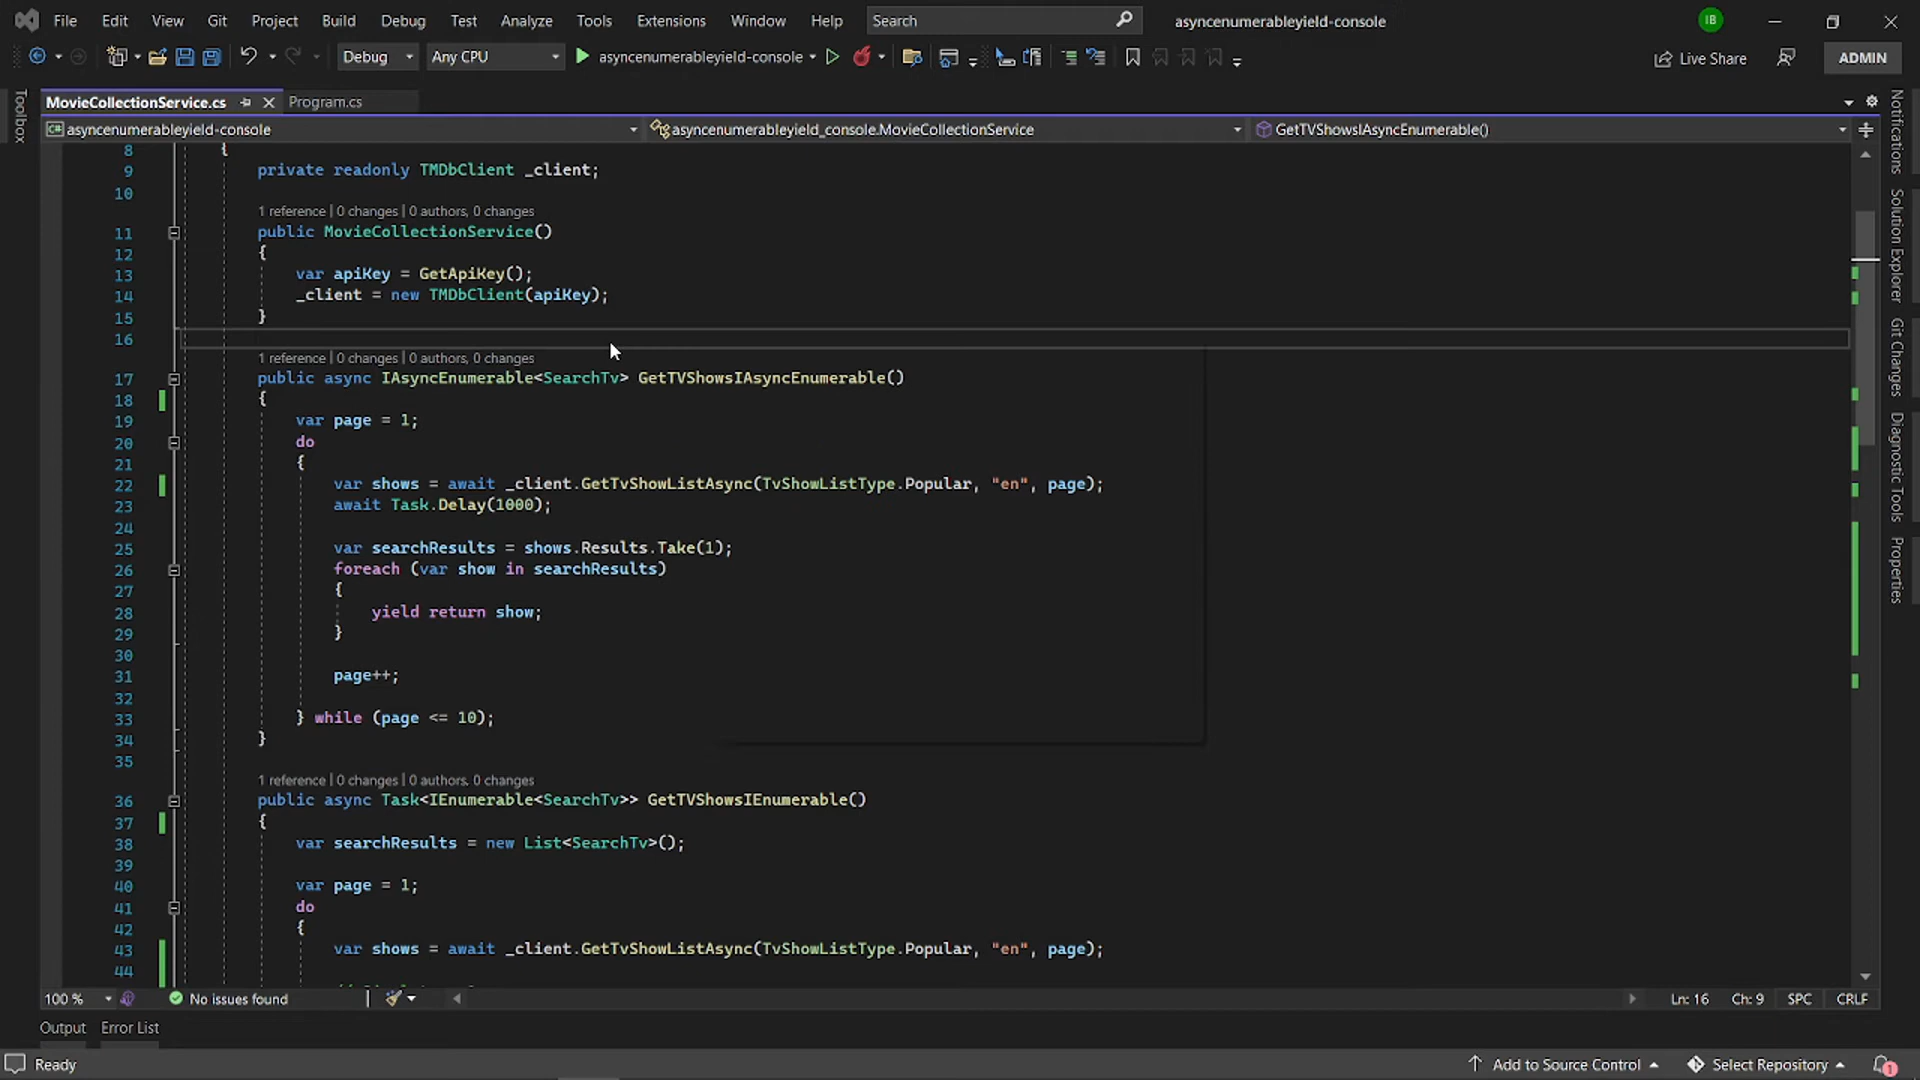 File Edit View Git Project Build Debug Test Analyze Tools Extensions Window Help Search asyncenumerableyield-console IB
Debug Any CPU asyncenumerableyield-console Live Share ADMIN
MovieCollectionService.cs Program.cs
asyncenumerableyield-console asyncenumerableyield_console.MovieCollectionService GetTVShowsIAsyncEnumerable()
Toolbox
Notifications
Solution Explorer
Git Changes
Diagnostic Tools
Properties
8 {
9 private readonly TMDbClient _client;
10
1 reference | 0 changes | 0 authors, 0 changes
11 public MovieCollectionService()
12 {
13 var apiKey = GetApiKey();
14 _client = new TMDbClient(apiKey);
15 }
16
1 reference | 0 changes | 0 authors, 0 changes
17 public async IAsyncEnumerable<SearchTv> GetTVShowsIAsyncEnumerable()
18 {
19 var page = 1;
20 do
21 {
22 var shows = await _client.GetTvShowListAsync(TvShowListType.Popular, "en", page);
23 await Task.Delay(1000);
24
25 var searchResults = shows.Results.Take(1);
26 foreach (var show in searchResults)
27 {
28 yield return show;
29 }
30
31 page++;
32
33 } while (page <= 10);
34 }
35
1 reference | 0 changes | 0 authors, 0 changes
36 public async Task<IEnumerable<SearchTv>> GetTVShowsIEnumerable()
37 {
38 var searchResults = new List<SearchTv>();
39
40 var page = 1;
41 do
42 {
43 var shows = await _client.GetTvShowListAsync(TvShowListType.Popular, "en", page);
44
100 % No issues found Ln: 16 Ch: 9 SPC CRLF
Output Error List
Ready Add to Source Control Select Repository 1